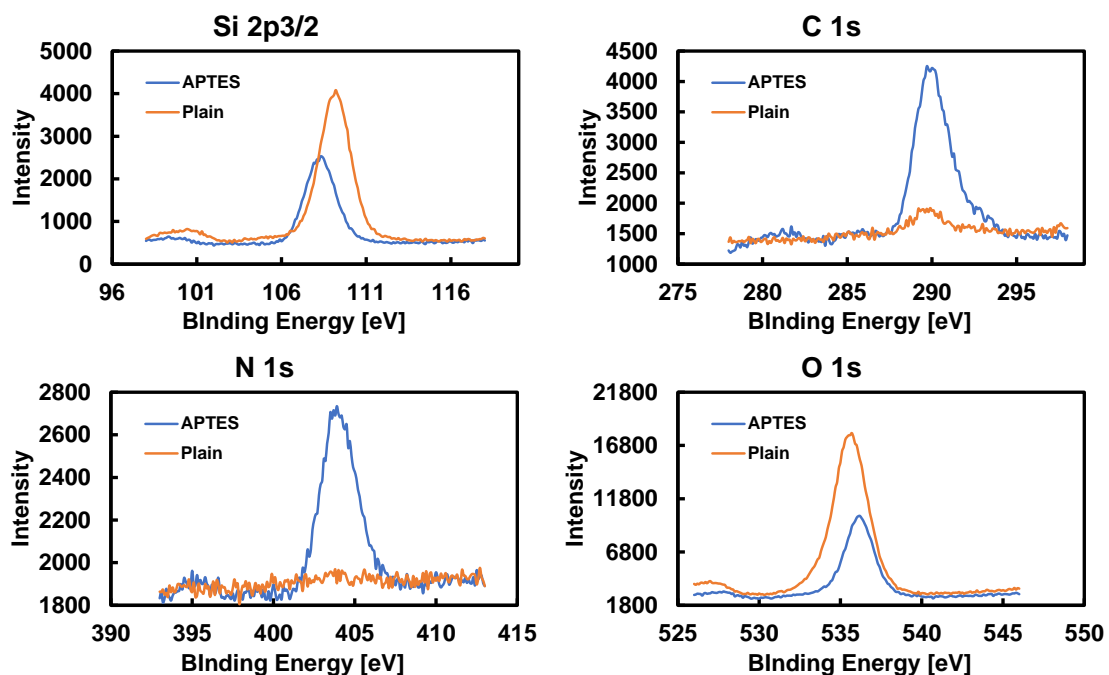 Si 2p3/2
5000
4000
3000
2000
1000
0
Intensity
APTES
Plain
96 101 106 111 116
BInding Energy [eV]
C 1s
4500
4000
3500
3000
2500
2000
1500
1000
Intensity
APTES
Plain
275 280 285 290 295
BInding Energy [eV]
N 1s
2800
2600
2400
2200
2000
1800
Intensity
APTES
Plain
390 395 400 405 410 415
BInding Energy [eV]
O 1s
21800
16800
11800
6800
1800
Intensity
APTES
Plain
525 530 535 540 545 550
BInding Energy [eV]